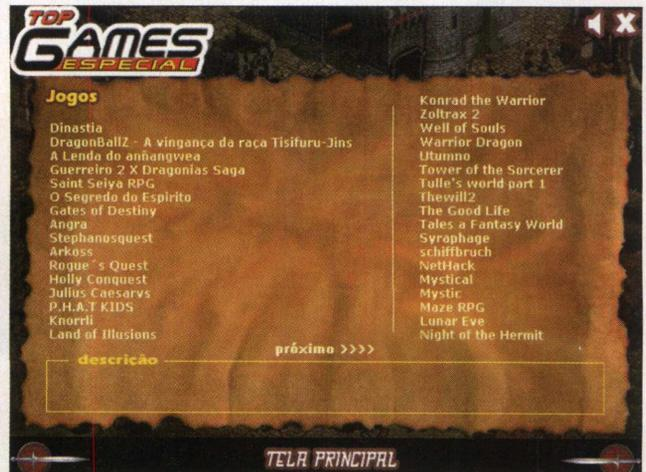 TOP
GAMES
ESPECIAL
X
Jogos
Dinastia
DragonBallZ - A vingança da raça Tisifuru-Jins
A Lenda do anhangwea
Guerreiro 2 X Dragonias Saga
Saint Seiya RPG
O Segredo do Espirito
Gates of Destiny
Angra
Stephanosquest
Arkoss
Rogue´s Quest
Holly Conquest
Julius Caesarvs
P.H.A.T KIDS
Knorrli
Land of Illusions
Konrad the Warrior
Zoltrax 2
Well of Souls
Warrior Dragon
Utumno
Tower of the Sorcerer
Tulle's world part 1
Thewill2
The Good Life
Tales a Fantasy World
Syraphage
schiffbruch
NetHack
Mystical
Mystic
Maze RPG
Lunar Eve
Night of the Hermit
próximo >>>>
descrição
TELA PRINCIPAL